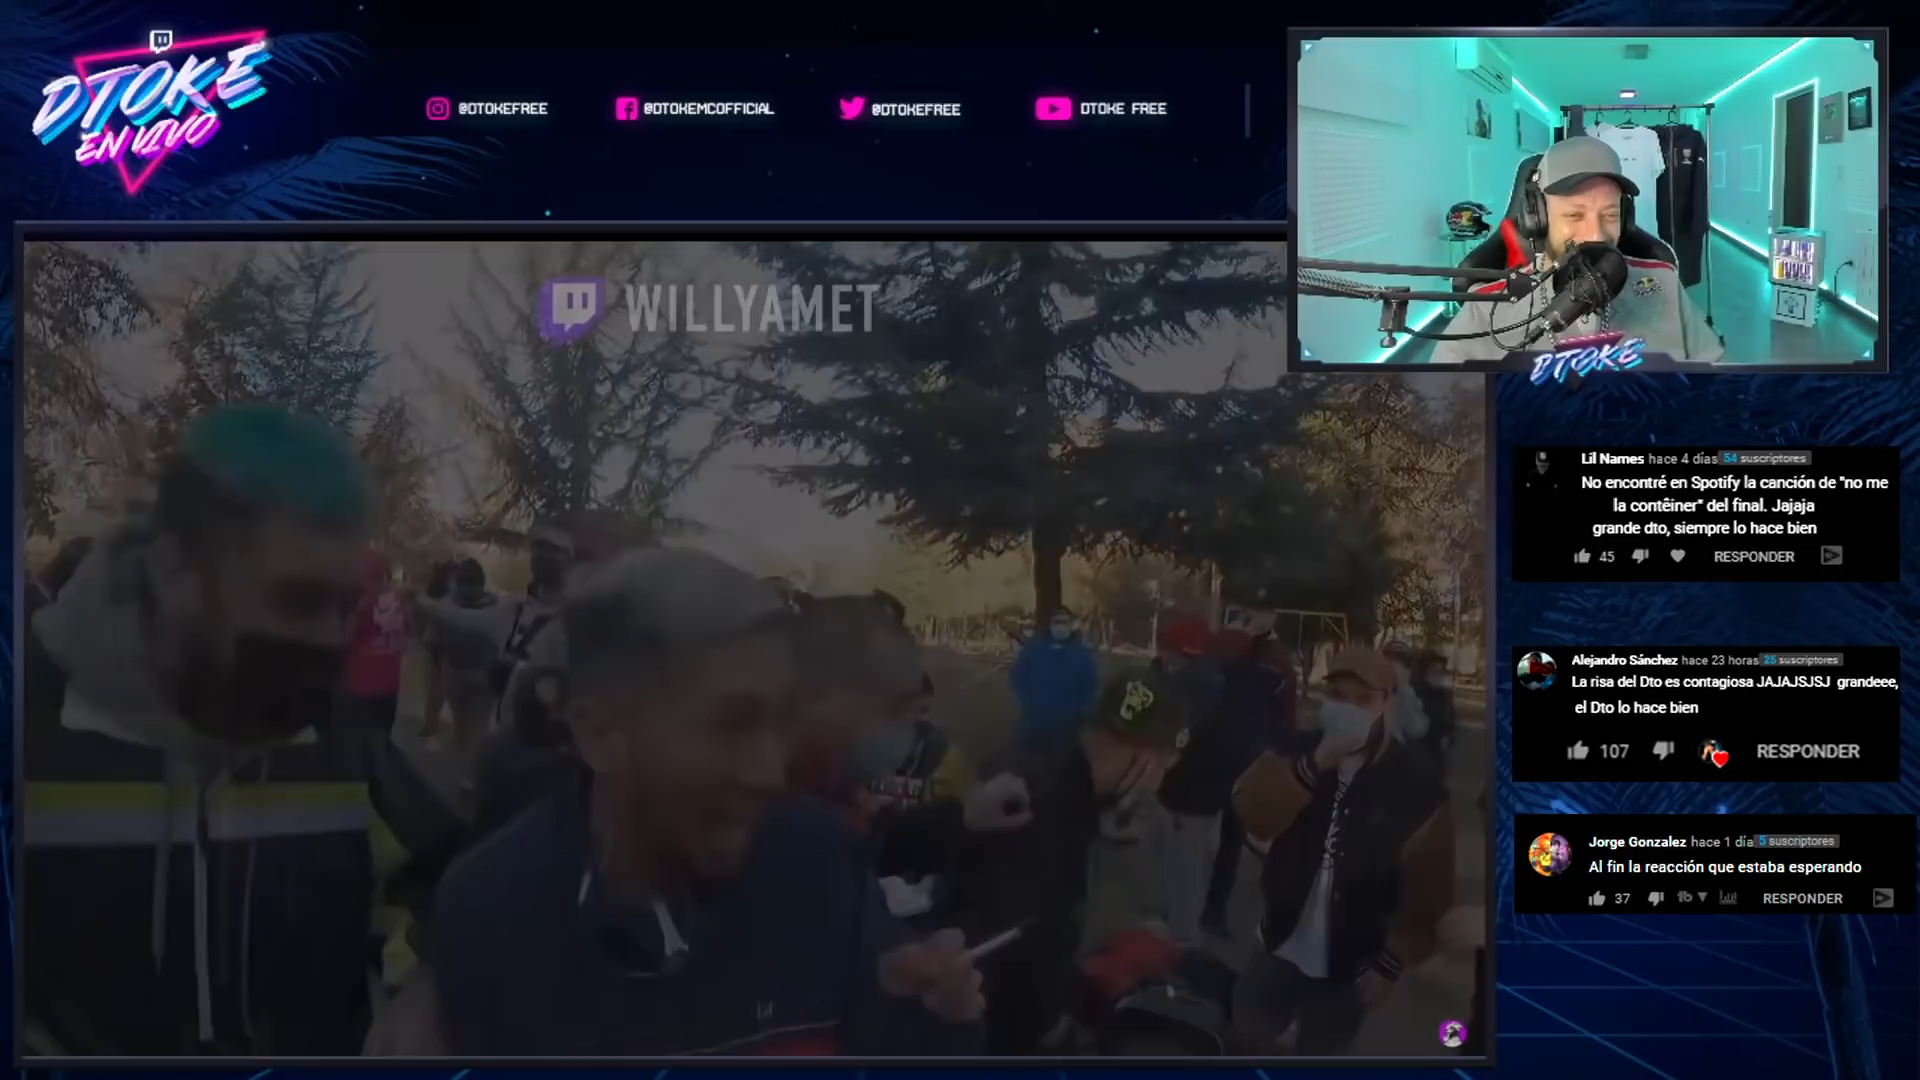 DTOKE
EN VIVO
@DTOKEFREE
@DTOKEMCOFFICIAL
@DTOKEFREE
DTOKE FREE
WILLYAMET
DTOKE
Lil Names hace 4 días 54 suscriptores
No encontré en Spotify la canción de "no me
la contêiner" del final. Jajaja
grande dto, siempre lo hace bien
45 RESPONDER
Alejandro Sánchez hace 23 horas 25 suscriptores
La risa del Dto es contagiosa JAJAJSJSJ grandeee,
el Dto lo hace bien
107 RESPONDER
Jorge Gonzalez hace 1 día 5 suscriptores
Al fin la reacción que estaba esperando
37 RESPONDER